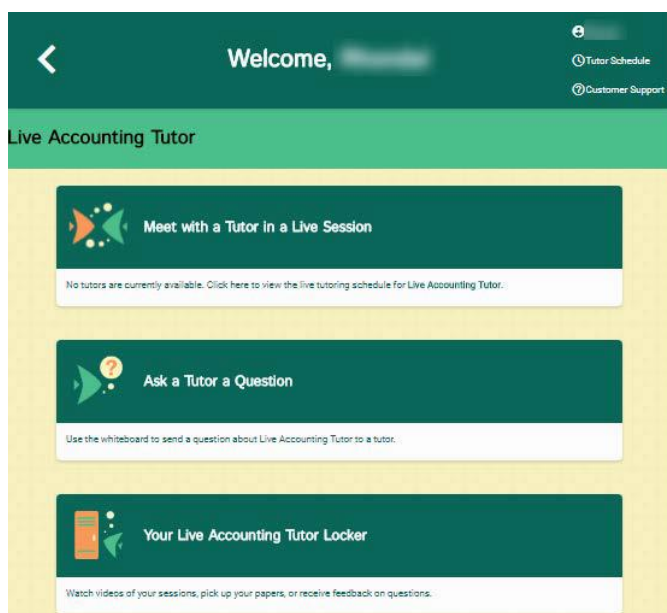 Welcome,
Tutor Schedule
Customer Support
Live Accounting Tutor
Meet with a Tutor in a Live Session
No tutors are currently available. Click here to view the live tutoring schedule for Live Accounting Tutor.
?
Ask a Tutor a Question
Use the whiteboard to send a question about Live Accounting Tutor to a tutor.
Your Live Accounting Tutor Locker
Watch videos of your sessions, pick up your papers, or receive feedback on questions.